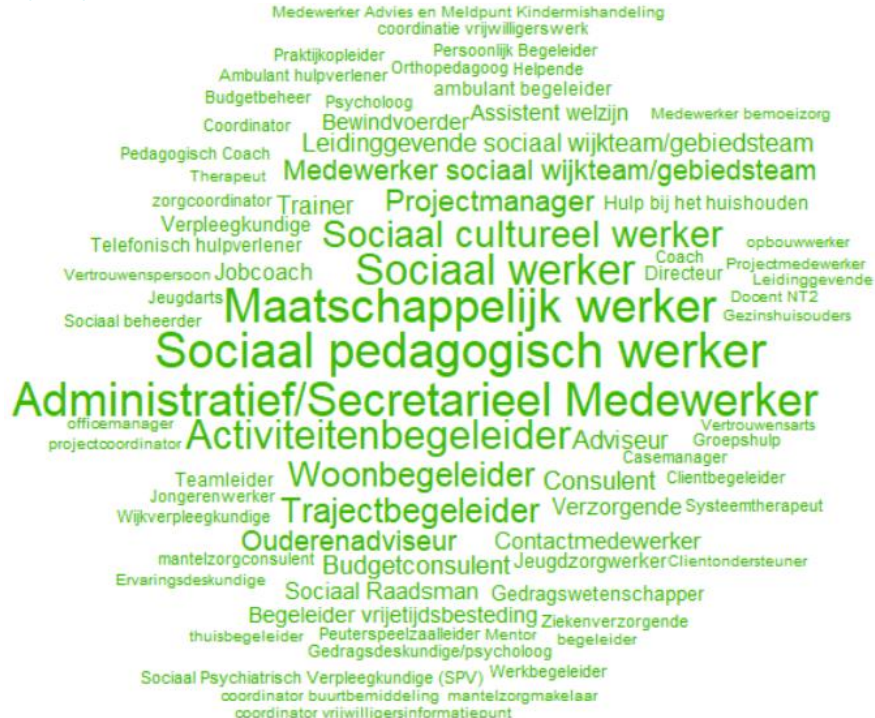 Medewerker Advies en Meldpunt Kindermishandeling
coordinatie vrijwilligerswerk
Praktijkopleider Persoonlijk Begeleider
Ambulant hulpverlener Orthopedagoog Helpende
Budgetbeheer Psycholoog ambulant begeleider
Coordinator Bewindvoerder Assistent welzijn Medewerker bemoeizorg
Pedagogisch Coach Leidinggevende sociaal wijkteam/gebiedsteam
Therapeut Medewerker sociaal wijkteam/gebiedsteam
zorgcoordinator Trainer Projectmanager Hulp bij het huishouden
Verpleegkundige Sociaal cultureel werker opbouwwerker
Telefonisch hulpverlener Coach Projectmedewerker
Vertrouwenspersoon Jobcoach Sociaal werker Directeur Leidinggevende
Jeugdarts Maatschappelijk werker Docent NT2
Sociaal beheerder Gezinshuisouders
Sociaal pedagogisch werker
Administratief/Secretarieel Medewerker
officemanager Vertrouwensarts
projectcoordinator Activiteitenbegeleider Adviseur Groepshulp
Casemanager
Teamleider Woonbegeleider Consulent Clientbegeleider
Jongerenwerker
Wijkverpleegkundige Trajectbegeleider Verzorgende Systeemtherapeut
Ouderenadviseur Contactmedewerker
mantelzorgconsulent Budgetconsulent Jeugdzorgwerker Clientondersteuner
Ervaringsdeskundige Sociaal Raadsman Gedragswetenschapper
Begeleider vrijetijdsbesteding Ziekenverzorgende
thuisbegeleider Peuterspeelzaalleider Mentor begeleider
Gedragsdeskundige/psycholoog
Sociaal Psychiatrisch Verpleegkundige (SPV) Werkbegeleider
coordinator buurtbemiddeling mantelzorgmakelaar
coordinator vrijwilligersinformatiepunt